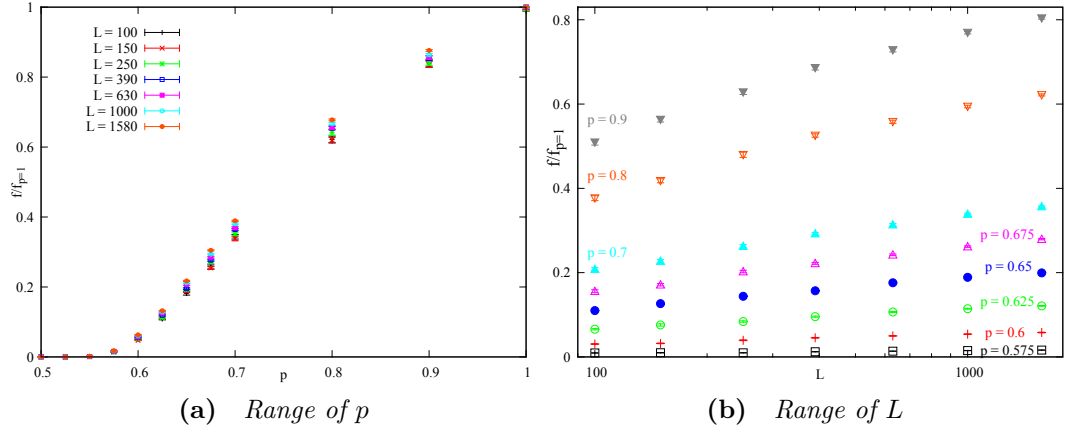 1
0.8
0.6
0.4
0.2
0
f/f_{p=1}
L = 100
L = 150
L = 250
L = 390
L = 630
L = 1000
L = 1580
0.5 0.6 0.7 0.8 0.9 1
p
(a) Range of p
0.8
0.6
0.4
0.2
0
f/f_{p=1}
p = 0.9
p = 0.8
p = 0.7
p = 0.675
p = 0.65
p = 0.625
p = 0.6
p = 0.575
100 1000
L
(b) Range of L